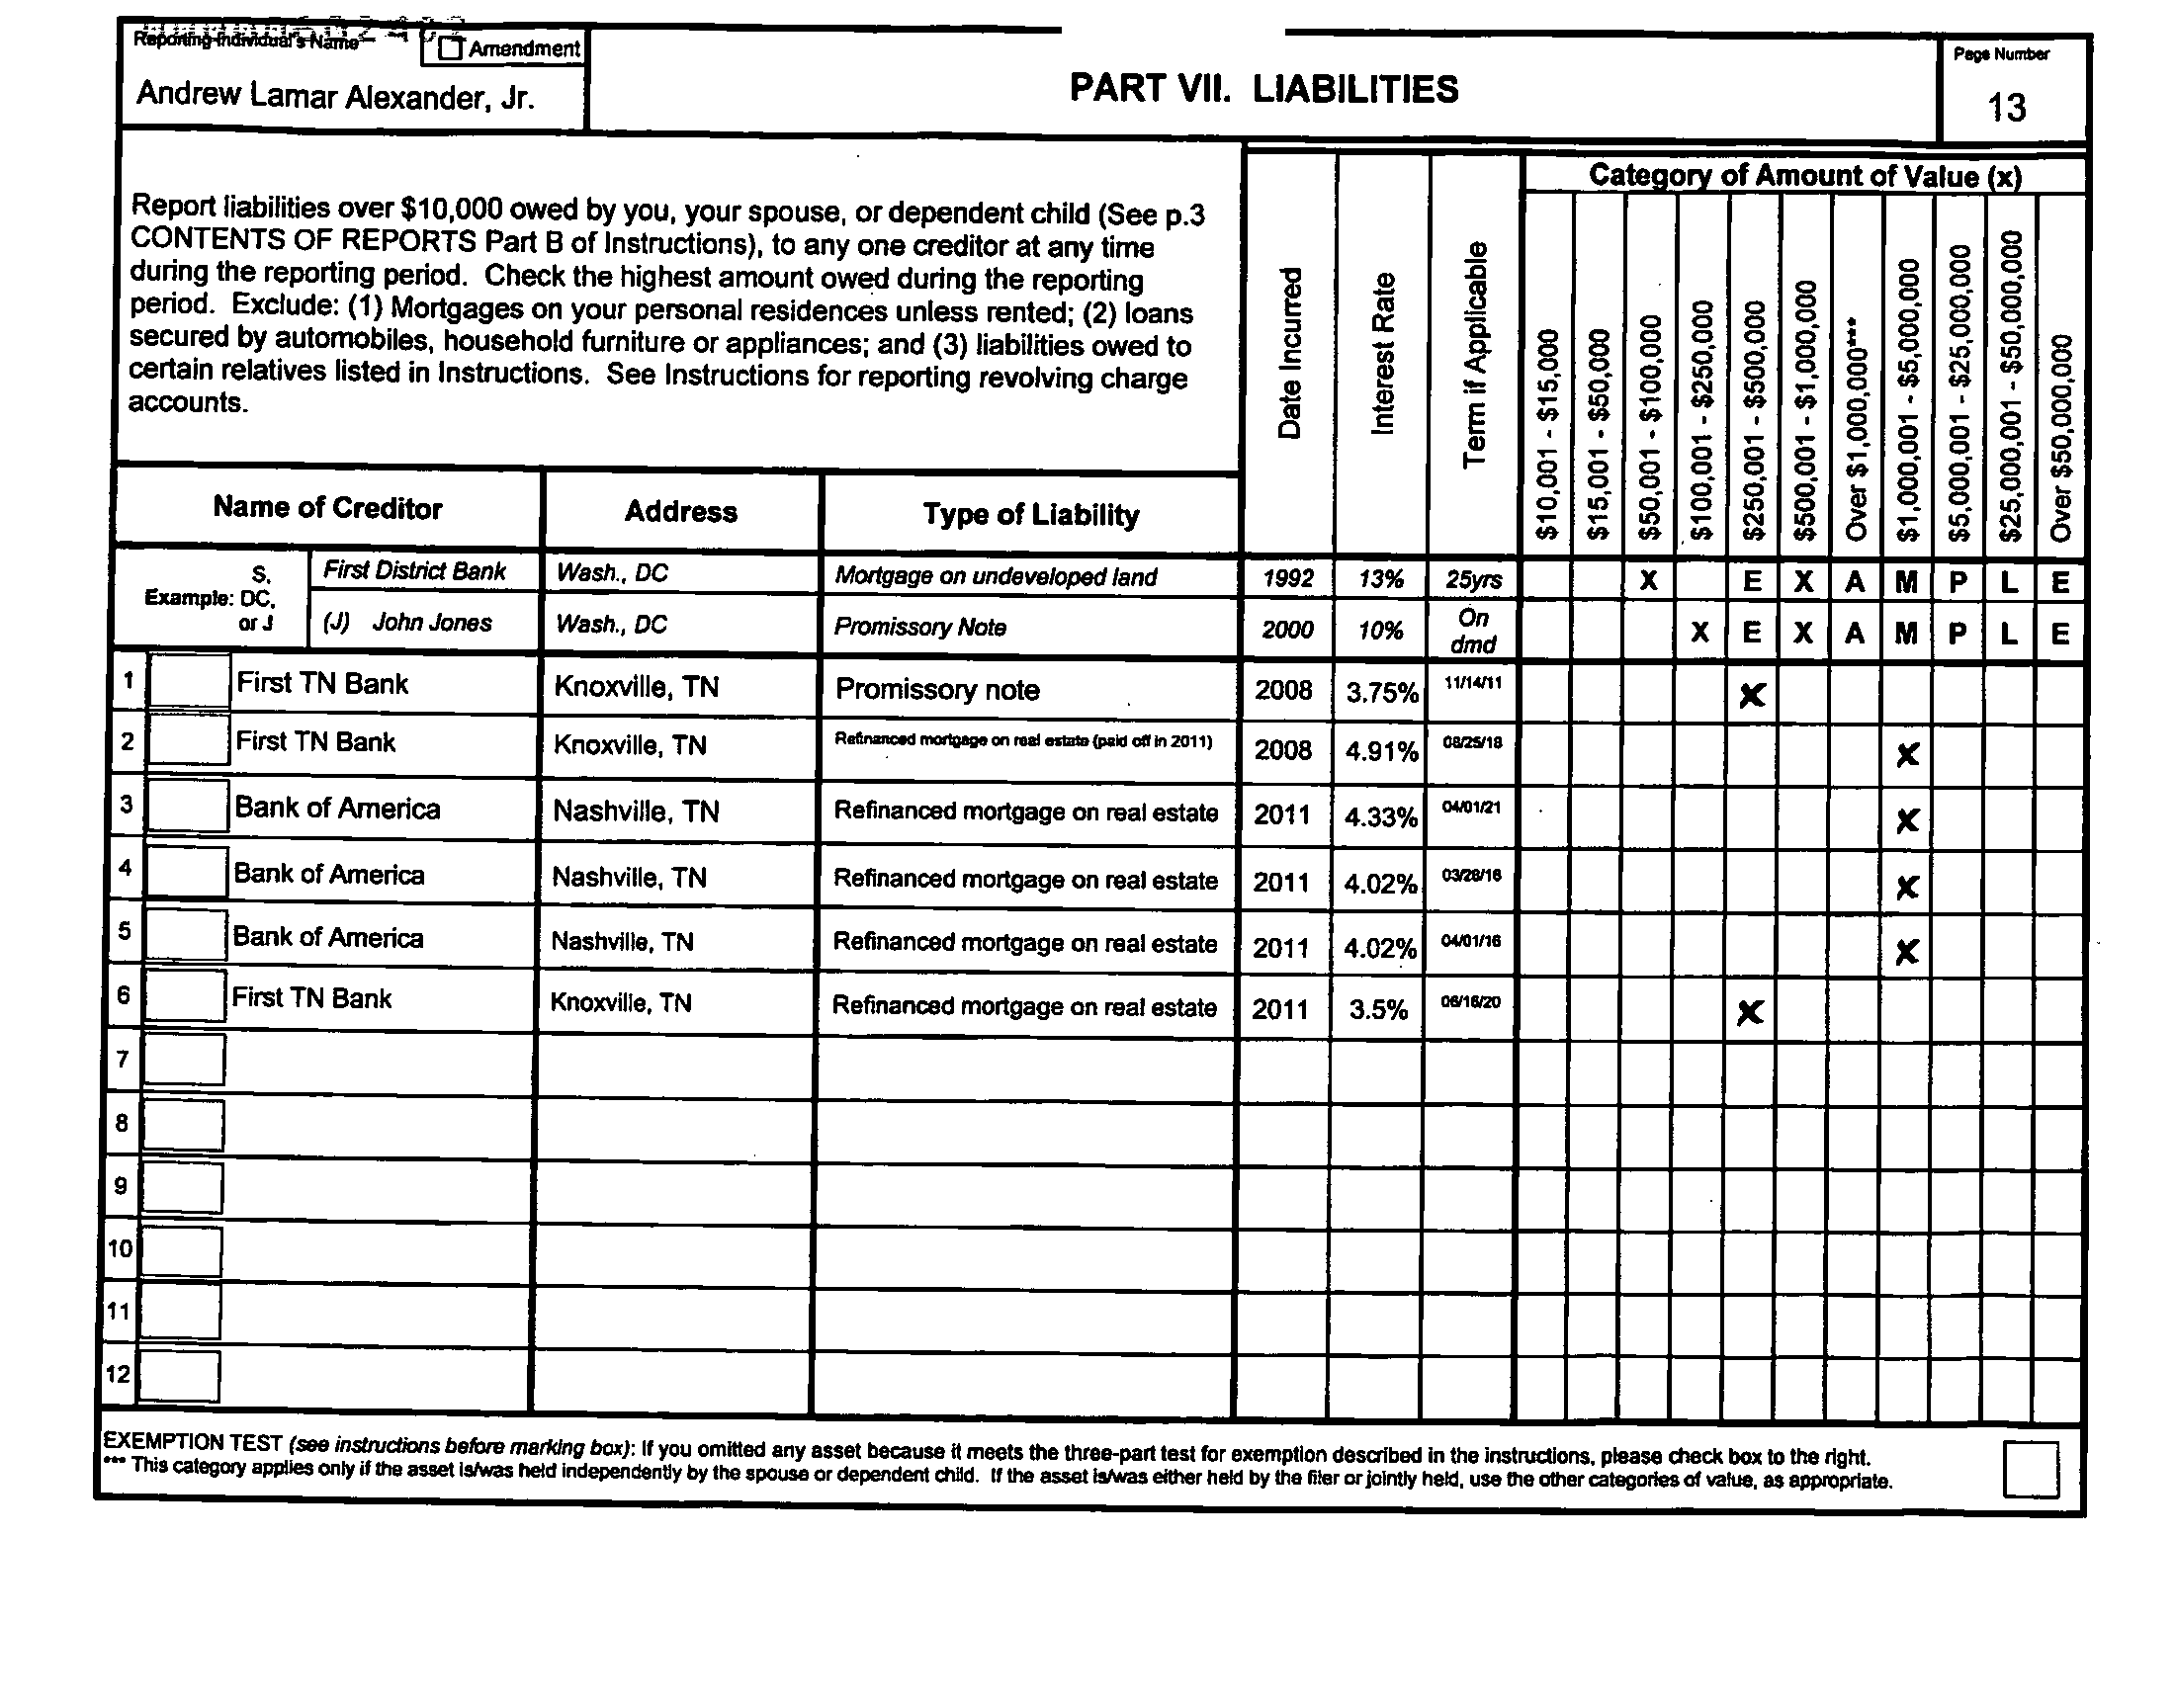 Reporting Individual's Name
Amendment
Andrew Lamar Alexander, Jr.
PART VII. LIABILITIES
Page Number
13
Report liabilities over $10,000 owed by you, your spouse, or dependent child (See p.3
CONTENTS OF REPORTS Part B of Instructions), to any one creditor at any time
during the reporting period. Check the highest amount owed during the reporting
period. Exclude: (1) Mortgages on your personal residences unless rented; (2) loans
secured by automobiles, household furniture or appliances; and (3) liabilities owed to
certain relatives listed in Instructions. See Instructions for reporting revolving charge
accounts.
Date Incurred
Interest Rate
Term if Applicable
Category of Amount of Value (x)
$10,001 - $15,000
$15,001 - $50,000
$50,001 - $100,000
$100,001 - $250,000
$250,001 - $500,000
$500,001 - $1,000,000
Over $1,000,000***
$1,000,001 - $5,000,000
$5,000,001 - $25,000,000
$25,000,001 - $50,000,000
Over $50,000,000
Name of Creditor Address Type of Liability
Example: S, DC, or J
First District Bank Wash., DC Mortgage on undeveloped land 1992 13% 25yrs X E X A M P L E
(J) John Jones Wash., DC Promissory Note 2000 10% On dmd X E X A M P L E
1 First TN Bank Knoxville, TN Promissory note 2008 3.75% 11/14/11 X
2 First TN Bank Knoxville, TN Refinanced mortgage on real estate (paid off in 2011) 2008 4.91% 08/25/18 X
3 Bank of America Nashville, TN Refinanced mortgage on real estate 2011 4.33% 04/01/21 X
4 Bank of America Nashville, TN Refinanced mortgage on real estate 2011 4.02% 03/28/16 X
5 Bank of America Nashville, TN Refinanced mortgage on real estate 2011 4.02% 04/01/16 X
6 First TN Bank Knoxville, TN Refinanced mortgage on real estate 2011 3.5% 06/16/20 X
7
8
9
10
11
12
EXEMPTION TEST (see instructions before marking box): If you omitted any asset because it meets the three-part test for exemption described in the instructions, please check box to the right.
*** This category applies only if the asset is/was held independently by the spouse or dependent child. If the asset is/was either held by the filer or jointly held, use the other categories of value, as appropriate.